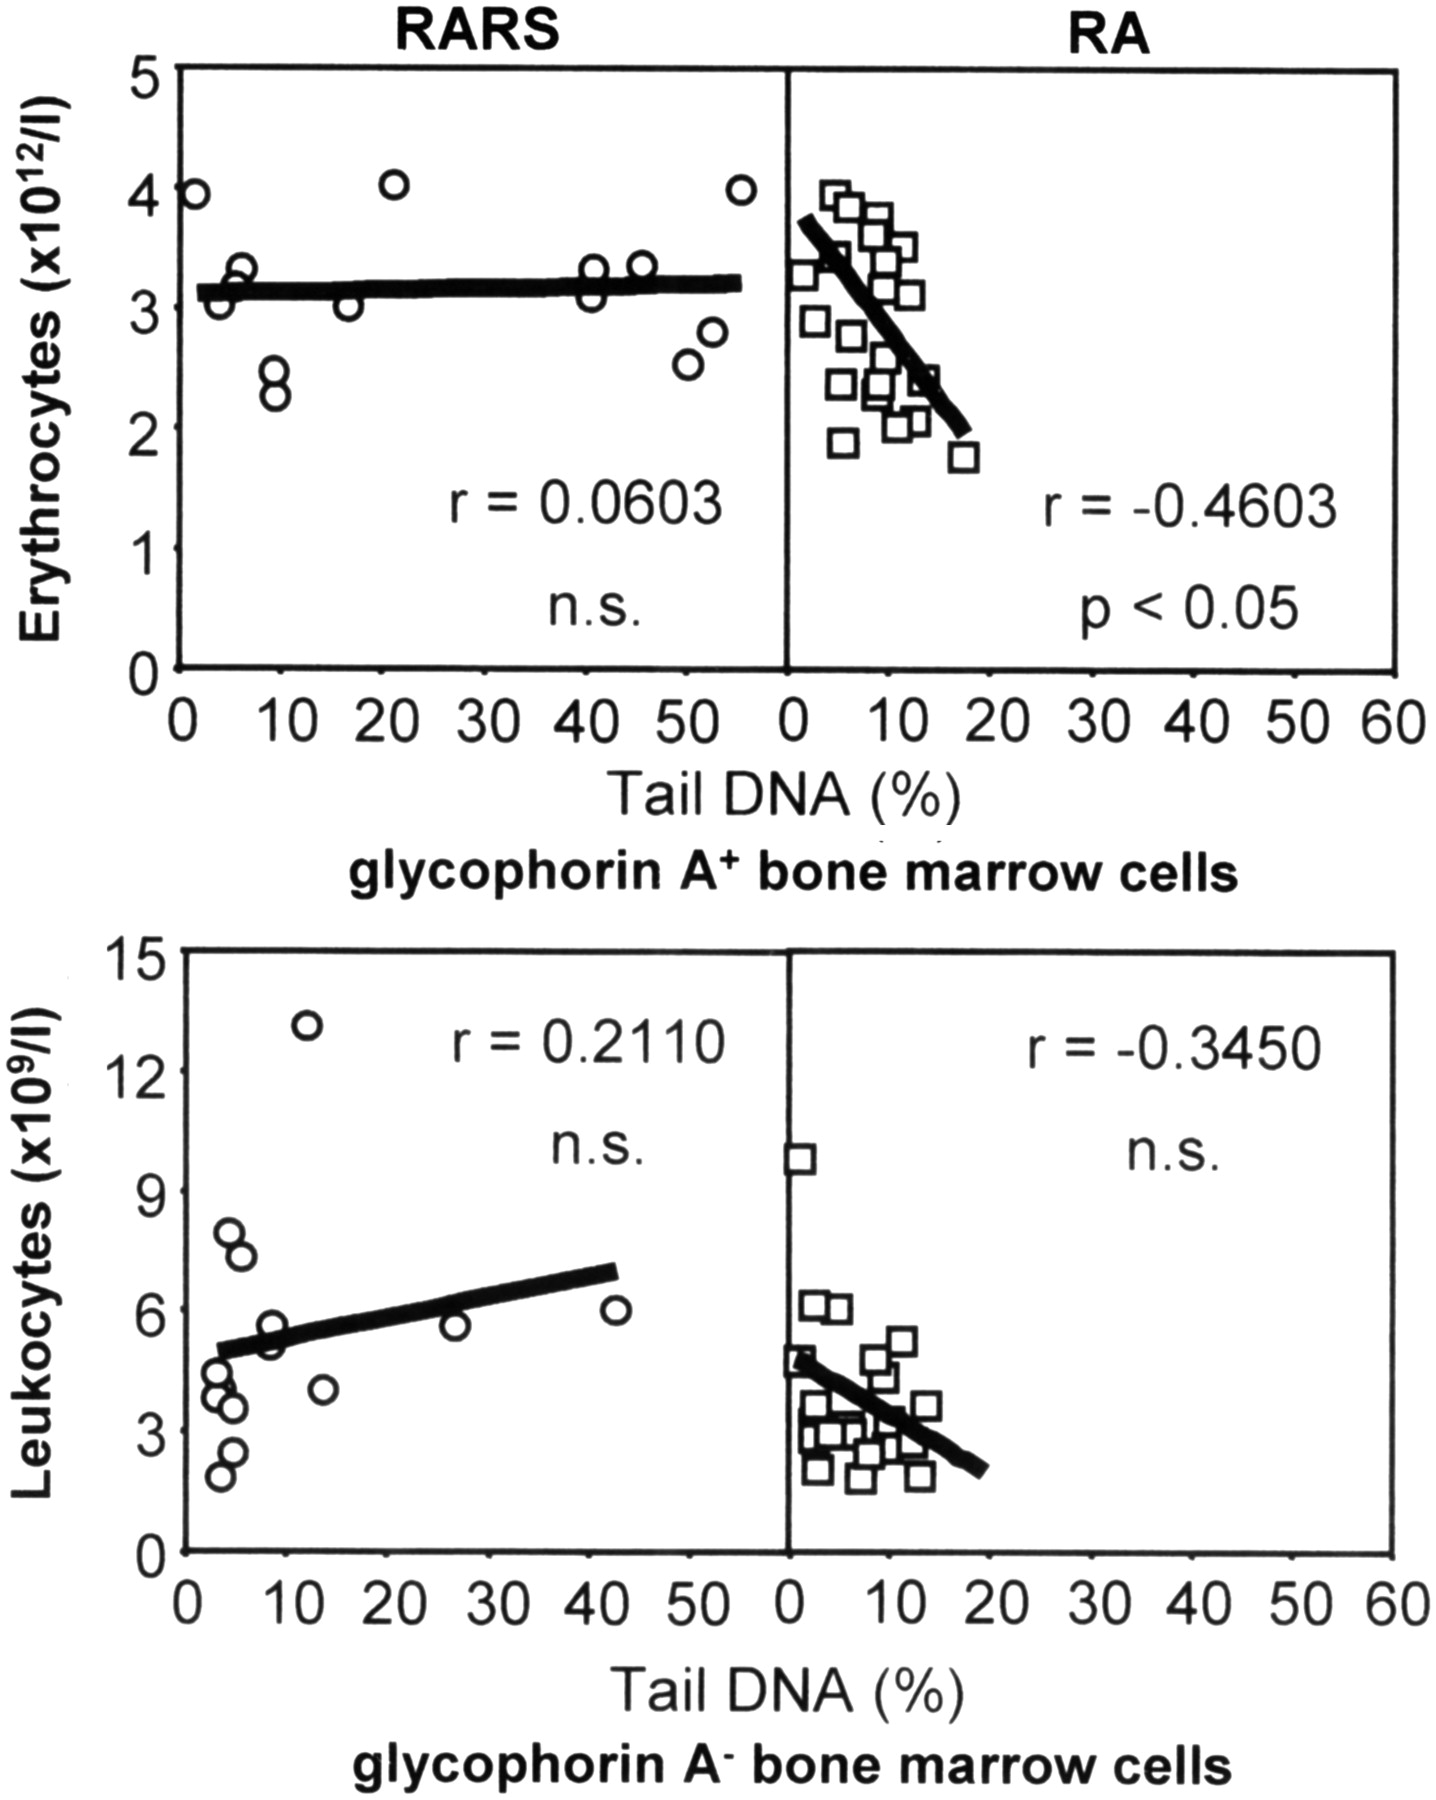 RARS RA
Erythrocytes (x10¹²/l)
5
4
3
2
1
0
r = 0.0603
n.s.
r = -0.4603
p < 0.05
0 10 20 30 40 50 0 10 20 30 40 50 60
Tail DNA (%)
glycophorin A⁺ bone marrow cells
Leukocytes (x10⁹/l)
15
12
9
6
3
0
r = 0.2110
n.s.
r = -0.3450
n.s.
0 10 20 30 40 50 0 10 20 30 40 50 60
Tail DNA (%)
glycophorin A⁻ bone marrow cells